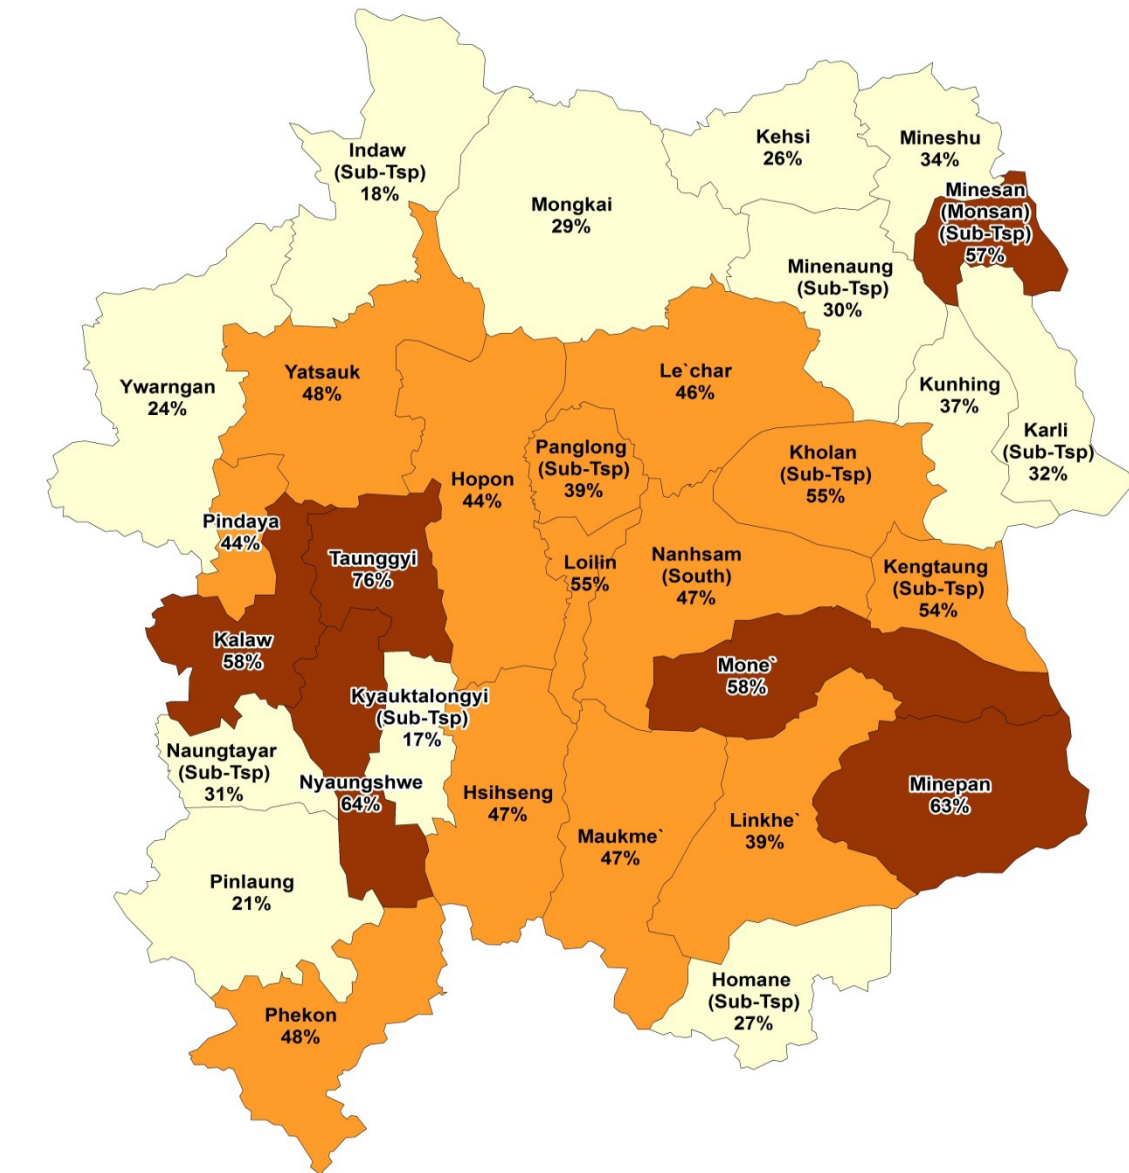 Indaw
(Sub-Tsp)
18%
Mongkai
29%
Kehsi
26%
Mineshu
34%
Minesan
(Monsan)
(Sub-Tsp)
57%
Minenaung
(Sub-Tsp)
30%
Ywarngan
24%
Yatsauk
48%
Le`char
46%
Kunhing
37%
Karli
(Sub-Tsp)
32%
Hopon
44%
Panglong
(Sub-Tsp)
39%
Kholan
(Sub-Tsp)
55%
Pindaya
44%
Taunggyi
76%
Loilin
55%
Nanhsam
(South)
47%
Kengtaung
(Sub-Tsp)
54%
Kalaw
58%
Mone`
58%
Kyauktalongyi
(Sub-Tsp)
17%
Naungtayar
(Sub-Tsp)
31%
Nyaungshwe
64%
Hsihseng
47%
Maukme`
47%
Linkhe`
39%
Minepan
63%
Pinlaung
21%
Homane
(Sub-Tsp)
27%
Phekon
48%